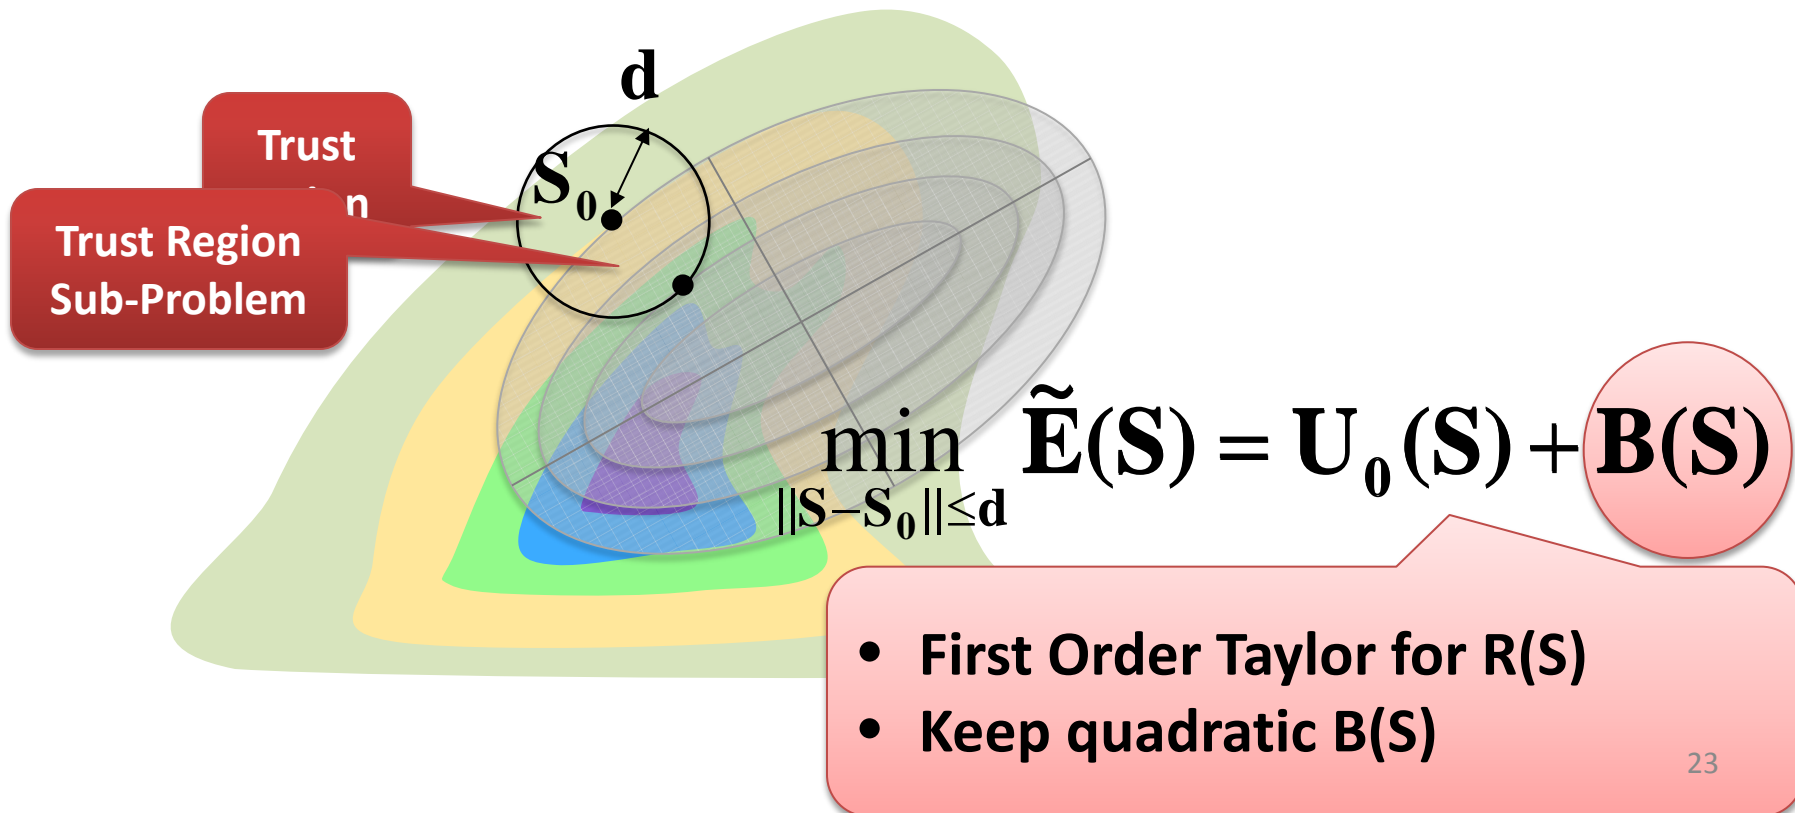 d
Trust
S₀
Trust Region
Sub-Problem
min Ẽ(S) = U₀(S) + B(S)
||S−S₀||≤d
• First Order Taylor for R(S)
• Keep quadratic B(S)
23